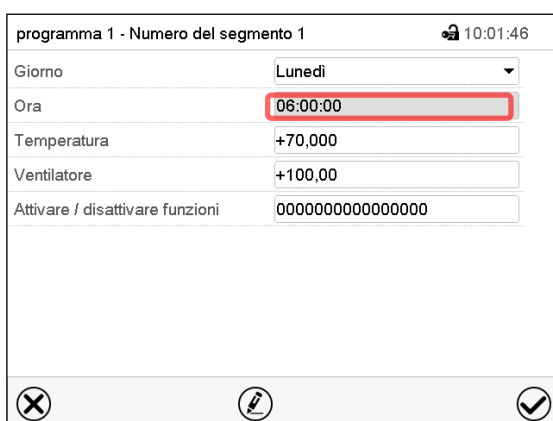 programma 1 - Numero del segmento 1 10:01:46
Giorno Lunedì
Ora 06:00:00
Temperatura +70,000
Ventilatore +100,00
Attivare / disattivare funzioni 0000000000000000